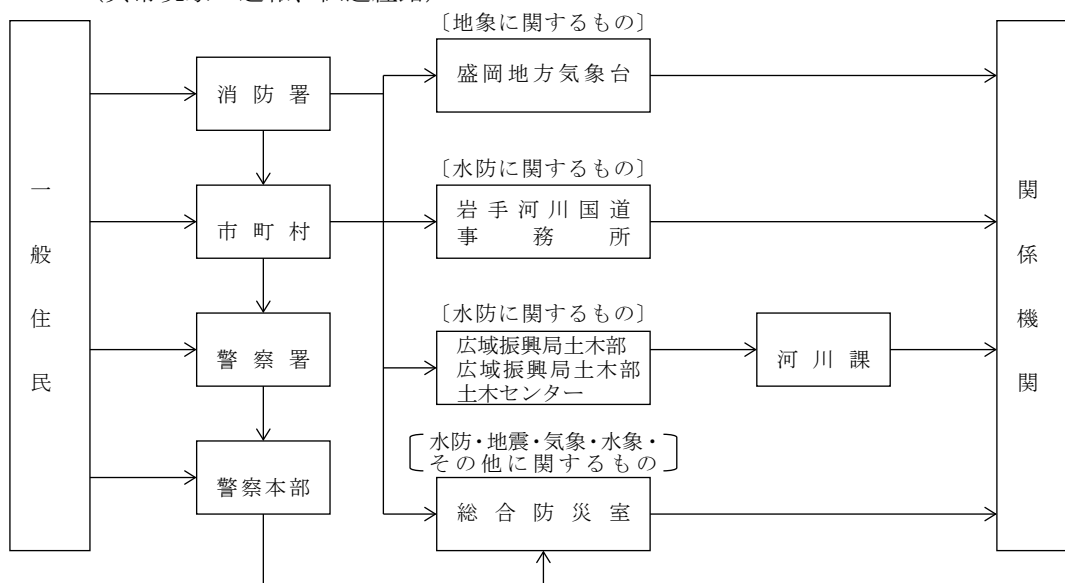 一般住民
消防署
市町村
警察署
警察本部
〔地象に関するもの〕
盛岡地方気象台
〔水防に関するもの〕
岩手河川国道
事務所
〔水防に関するもの〕
広域振興局土木部
広域振興局土木部
土木センター
河川課
水防・地震・気象・水象・
その他に関するもの
総合防災室
関係機関